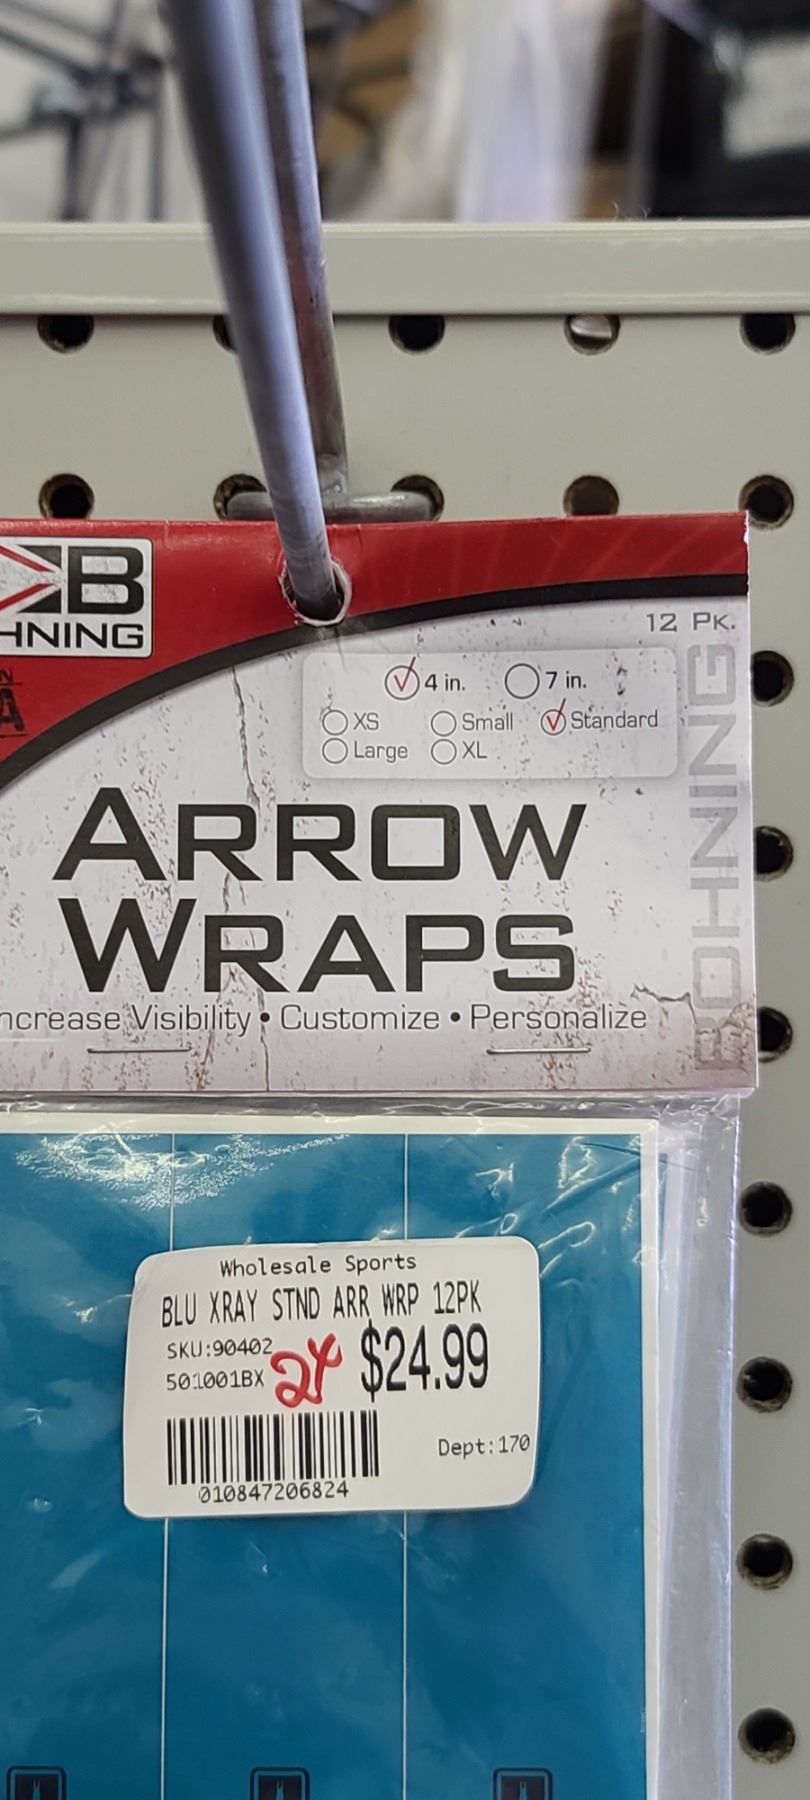 B
HNING
12 PK.
4 in. 7 in.
XS Small Standard
Large XL
BOHNING
ARROW
WRAPS
ncrease Visibility • Customize • Personalize
Wholesale Sports
BLU XRAY STND ARR WRP 12PK
SKU:90402
501001BX
24
$24.99
Dept:170
010847206824